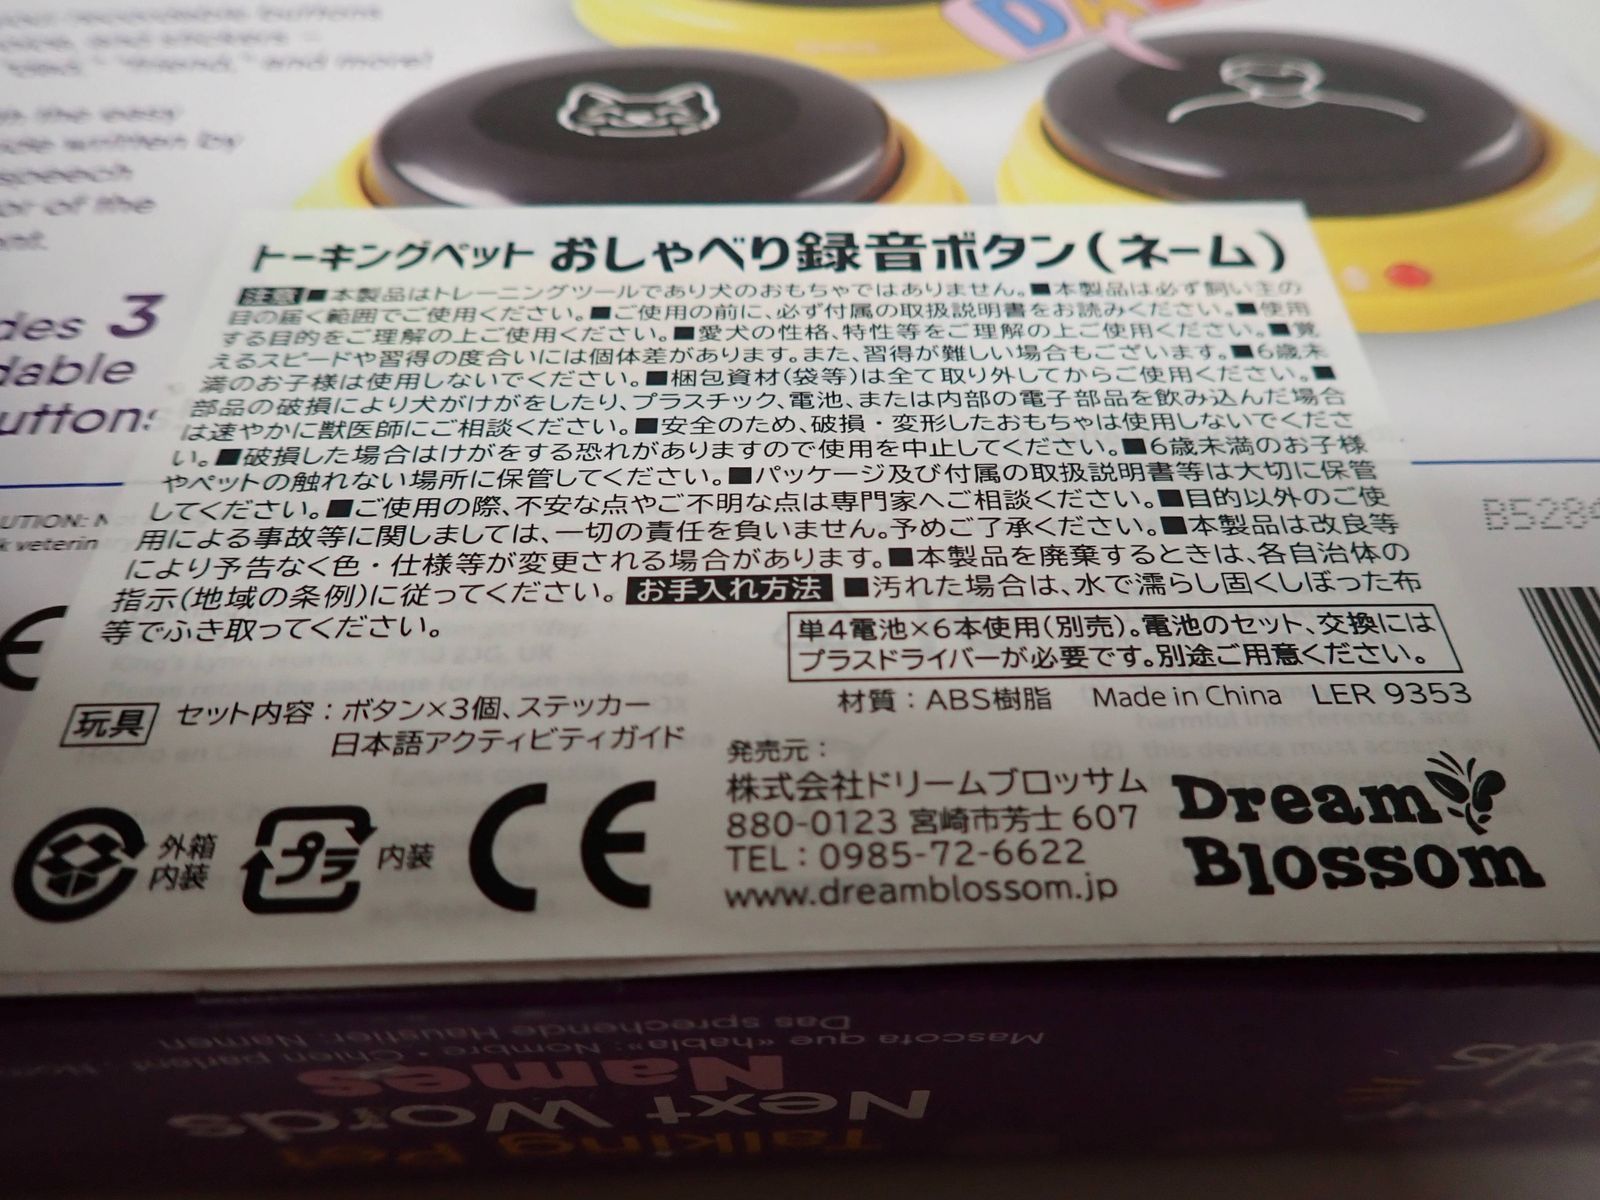 "friend," and more!
des 3
dable
uttons
トーキングペット おしゃべり録音ボタン(ネーム)
注意 ■本製品はトレーニングツールであり犬のおもちゃではありません。■本製品は必ず飼い主の
目の届く範囲でご使用ください。■ご使用の前に、必ず付属の取扱説明書をお読みください。■使用
する目的をご理解の上ご使用ください。■愛犬の性格、特性等をご理解の上ご使用ください。■覚
えるスピードや習得の度合いには個体差があります。また、習得が難しい場合もございます。■6歳未
満のお子様は使用しないでください。■梱包資材(袋等)は全て取り外してからご使用ください。■
部品の破損により犬がけがをしたり、プラスチック、電池、または内部の電子部品を飲み込んだ場合
は速やかに獣医師にご相談ください。■安全のため、破損・変形したおもちゃは使用しないでくださ
い。■破損した場合はけがをする恐れがありますので使用を中止してください。■6歳未満のお子様
やペットの触れない場所に保管してください。■パッケージ及び付属の取扱説明書等は大切に保管
してください。■ご使用の際、不安な点やご不明な点は専門家へご相談ください。■目的以外のご使
用による事故等に関しましては、一切の責任を負いません。予めご了承ください。■本製品は改良等
により予告なく色・仕様等が変更される場合があります。■本製品を廃棄するときは、各自治体の
指示(地域の条例)に従ってください。 お手入れ方法 ■汚れた場合は、水で濡らし固くしぼった布
等でふき取ってください。
単4電池×6本使用(別売)。電池のセット、交換には
プラスドライバーが必要です。別途ご用意ください。
材質:ABS樹脂 Made in China LER 9353
玩具 セット内容:ボタン×3個、ステッカー
日本語アクティビティガイド
発売元:
株式会社ドリームブロッサム
880-0123 宮崎市芳士 607
TEL:0985-72-6622
www.dreamblossom.jp
Dream
Blossom
外箱
内装
プラ 内装
CE
Das sprechende Haustier: Namen
Mascota que «habla»: Nombre • Chien parlant
Names
Next Words
Talking Pet